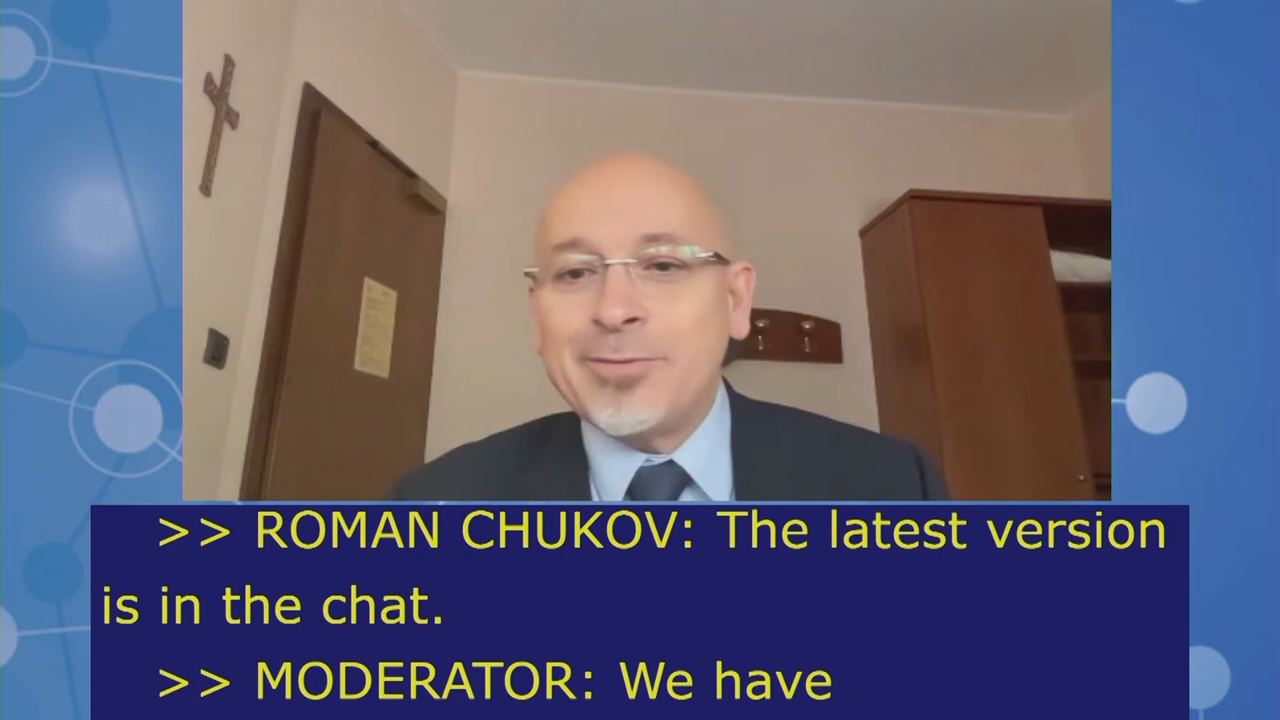 >> ROMAN CHUKOV: The latest version
is in the chat.
>> MODERATOR: We have